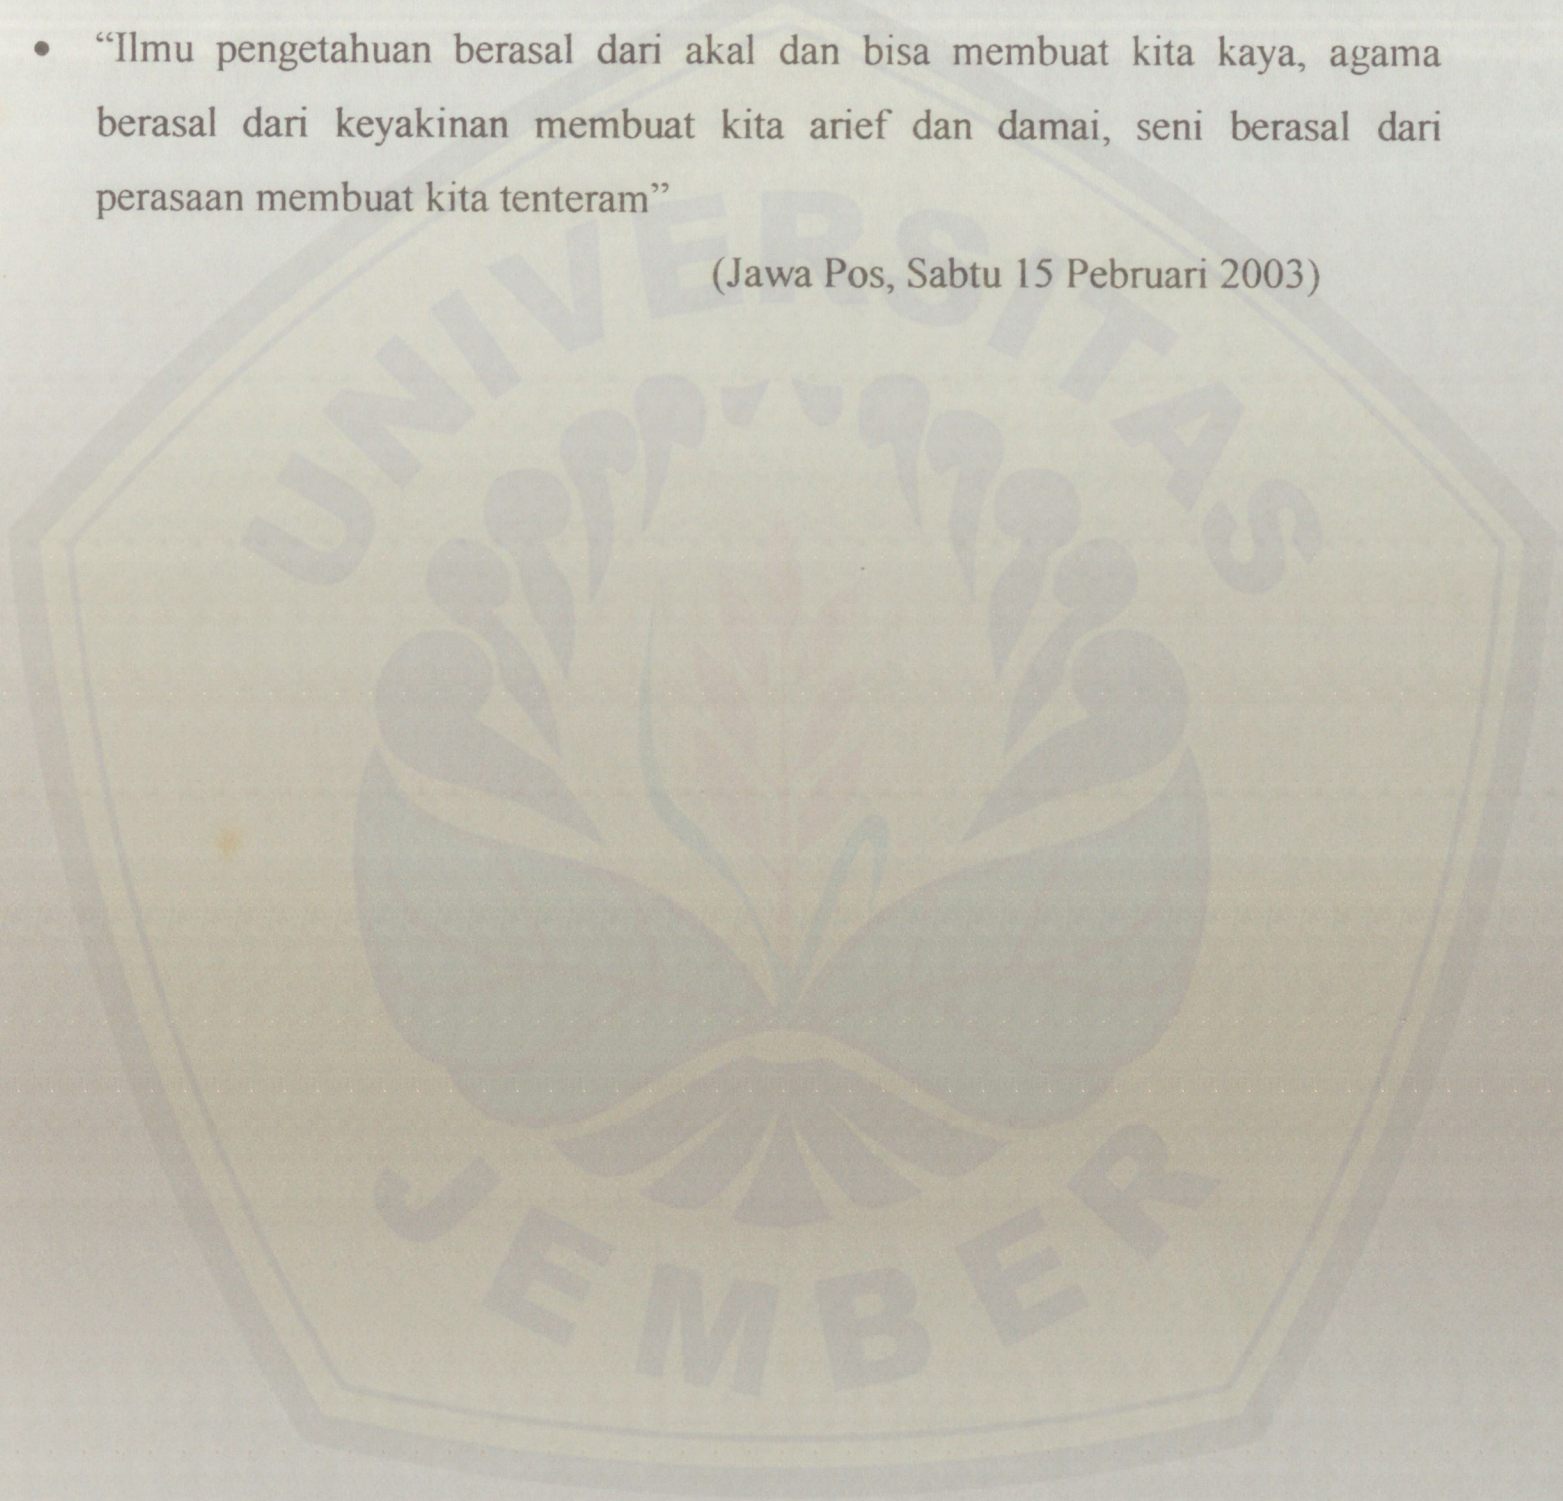 • “Ilmu pengetahuan berasal dari akal dan bisa membuat kita kaya, agama
berasal dari keyakinan membuat kita arief dan damai, seni berasal dari
perasaan membuat kita tenteram”
(Jawa Pos, Sabtu 15 Pebruari 2003)
UNIVERSITAS
JEMBER